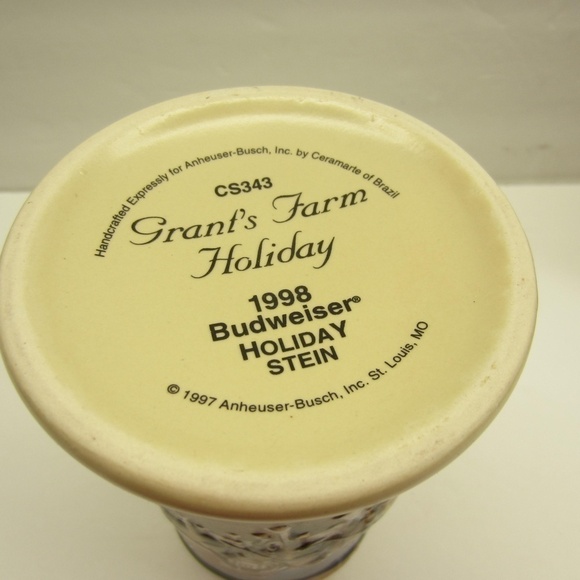 Handcrafted Expressly for Anheuser-Busch, Inc. by Ceramarte of Brazil
CS343
Grant's Farm
Holiday
1998
Budweiser®
HOLIDAY
STEIN
© 1997 Anheuser-Busch, Inc. St. Louis, MO